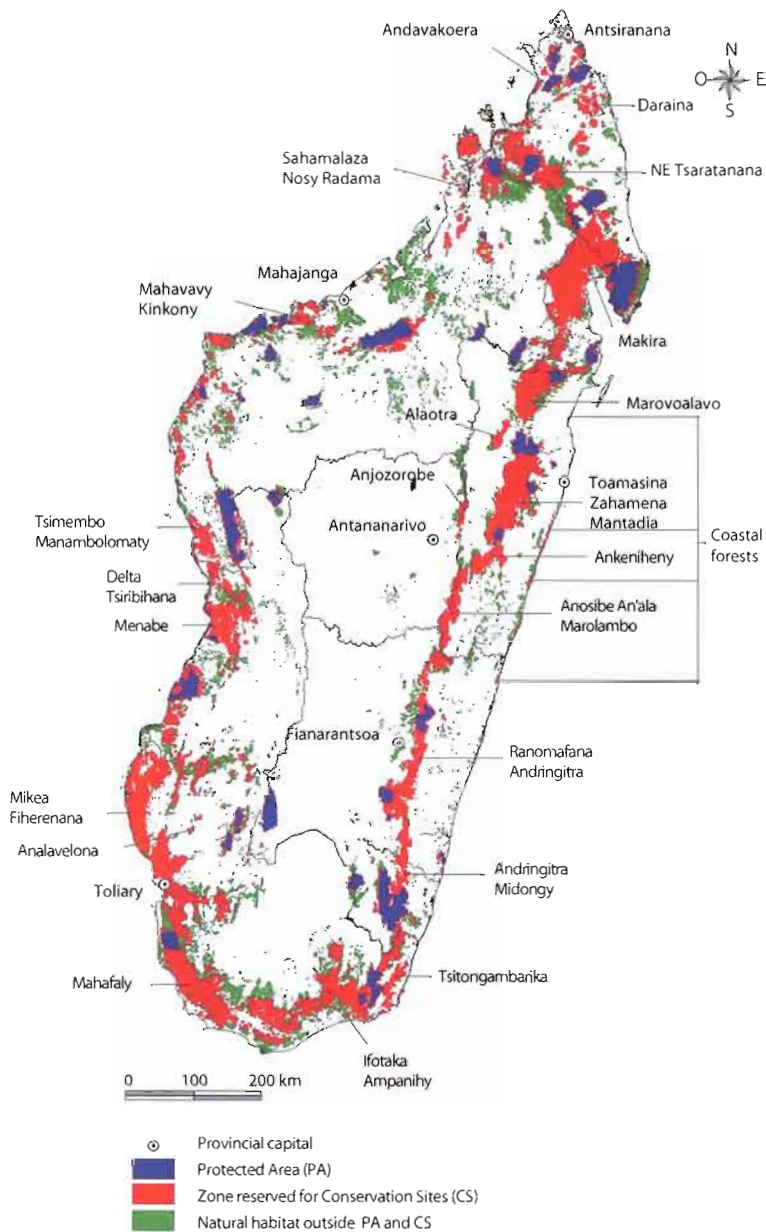 Andavakoera
Antsiranana
N
O
E
S
Daraina
Sahamalaza
Nosy Radama
NE Tsaratanana
Mahajanga
Mahavavy
Kinkony
Makira
Marovoalavo
Alaotra
Anjozorobe
Toamasina
Zahamena
Mantadia
Tsimembo
Manambolomaty
Antananarivo
Coastal
forests
Ankeniheny
Delta
Tsiribihana
Anosibe An'ala
Marolambo
Menabe
Fianarantsoa
Ranomafana
Andringitra
Mikea
Fiherenana
Analavelona
Andringitra
Midongy
Toliary
Mahafaly
Tsitongambarika
Ifotaka
Ampanihy
0 100 200 km
Provincial capital
Protected Area (PA)
Zone reserved for Conservation Sites (CS)
Natural habitat outside PA and CS